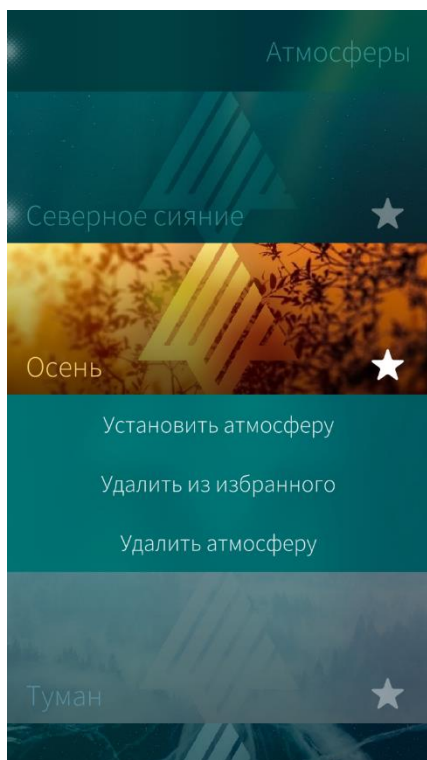 Атмосферы
Северное сияние
Осень
Установить атмосферу
Удалить из избранного
Удалить атмосферу
Туман